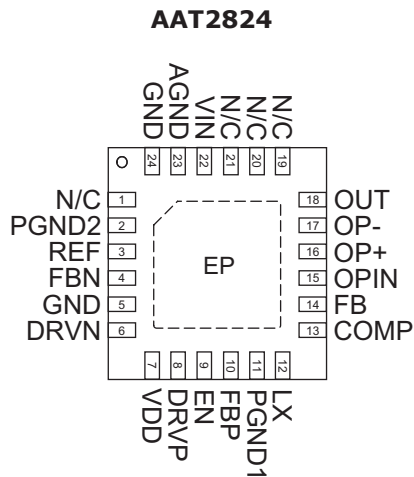 AAT2824
GND
AGND
VIN
N/C
N/C
N/C
24
23
22
21
20
19
N/C 1
PGND2 2
REF 3
FBN 4
GND 5
DRVN 6
EP
18 OUT
17 OP-
16 OP+
15 OPIN
14 FB
13 COMP
7
8
9
10
11
12
VDD
DRVP
EN
FBP
PGND1
LX